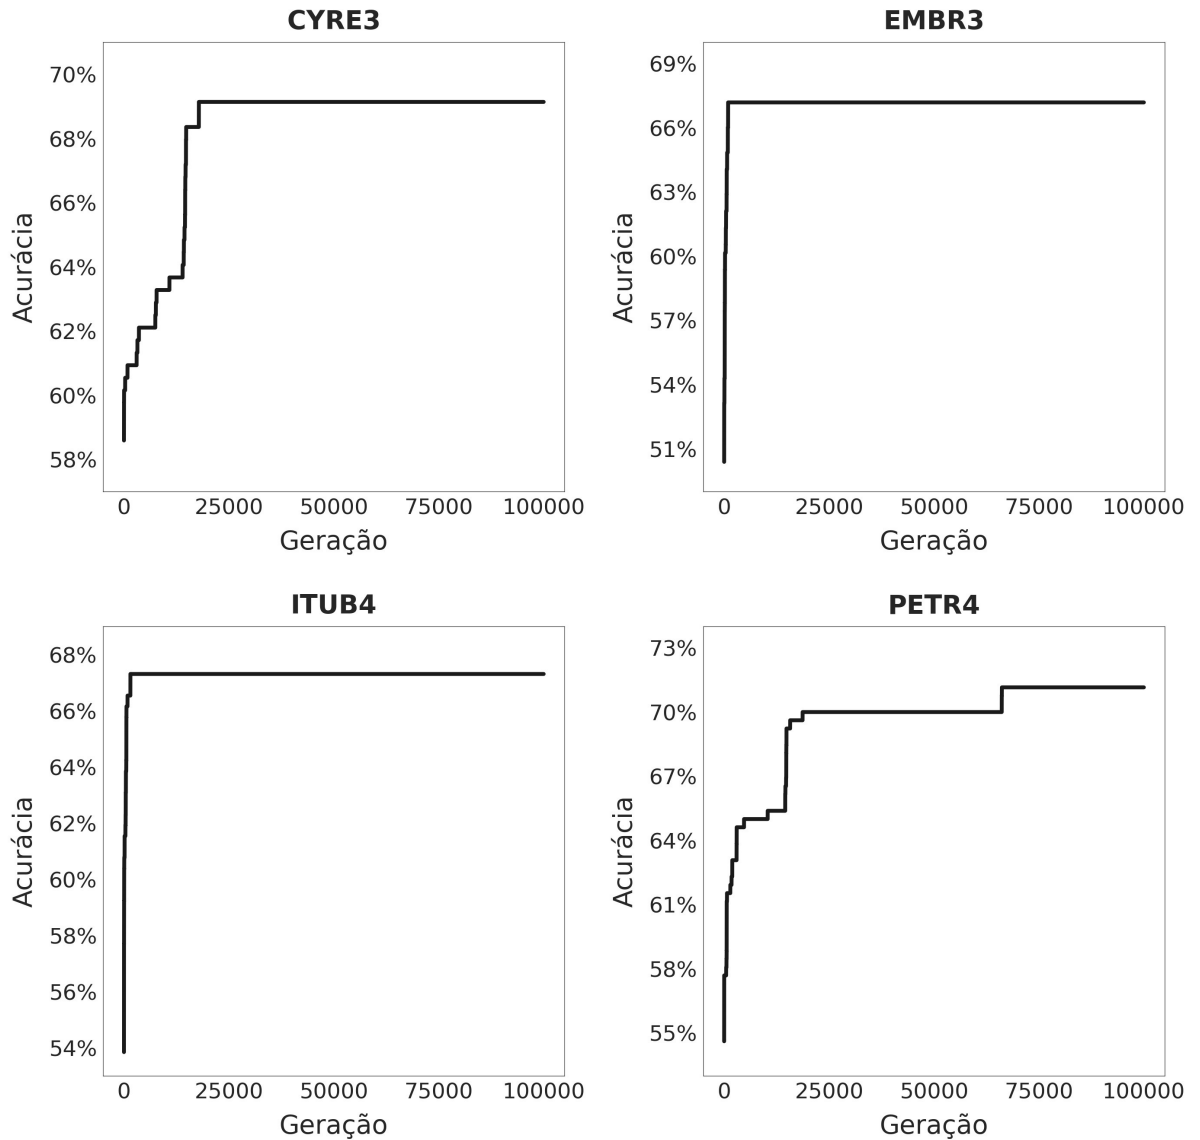 CYRE3
70%
68%
66%
64%
62%
60%
58%
Acurácia
0 25000 50000 75000 100000
Geração
EMBR3
69%
66%
63%
60%
57%
54%
51%
Acurácia
0 25000 50000 75000 100000
Geração
ITUB4
68%
66%
64%
62%
60%
58%
56%
54%
Acurácia
0 25000 50000 75000 100000
Geração
PETR4
73%
70%
67%
64%
61%
58%
55%
Acurácia
0 25000 50000 75000 100000
Geração